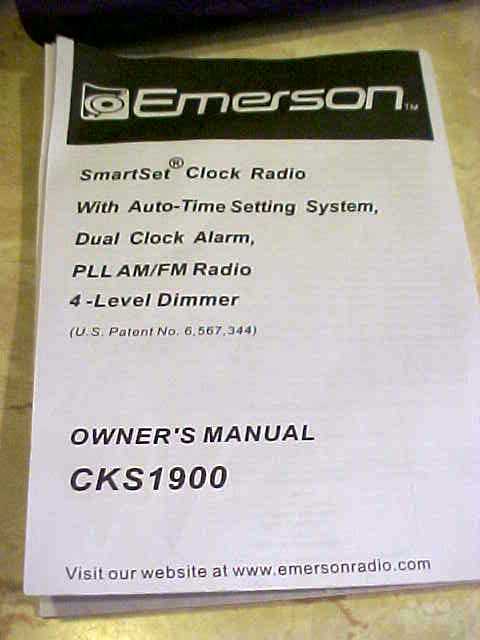 Emerson™
SmartSet® Clock Radio
With Auto-Time Setting System,
Dual Clock Alarm,
PLL AM/FM Radio
4-Level Dimmer
(U.S. Patent No. 6,567,344)
OWNER'S MANUAL
CKS1900
Visit our website at www.emersonradio.com